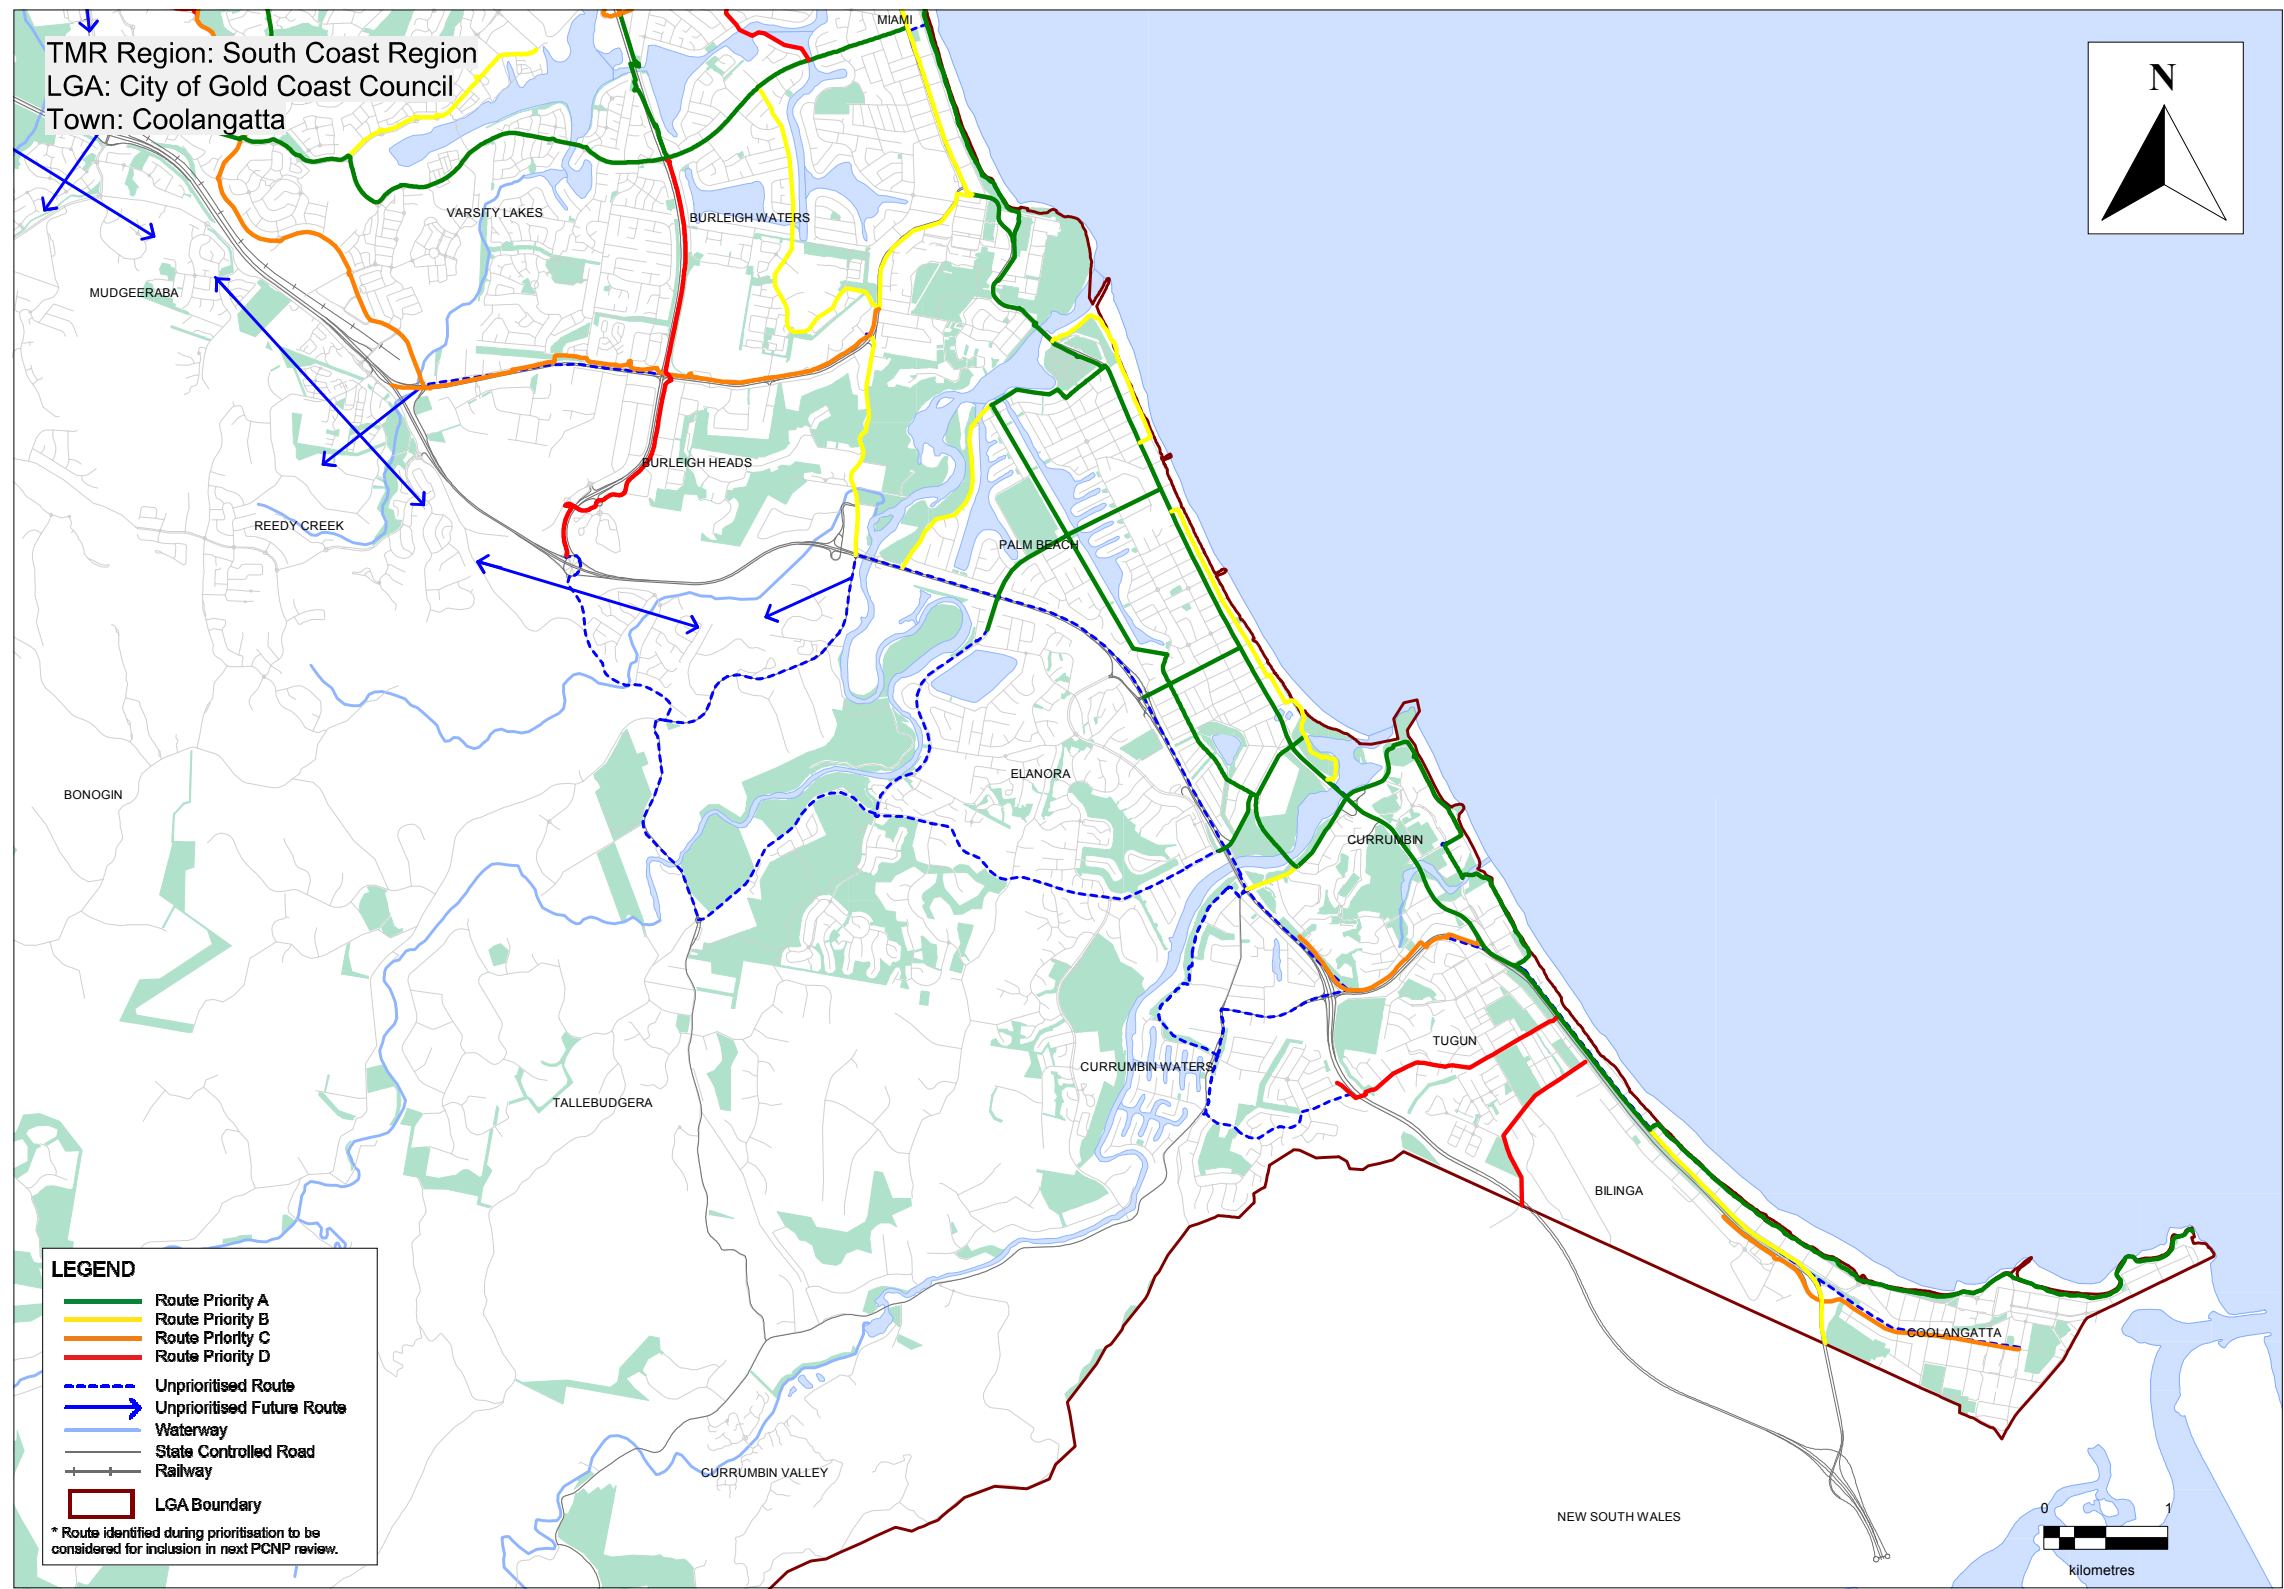 TMR Region: South Coast Region
LGA: City of Gold Coast Council
Town: Coolangatta
MIAMI
N
VARSITY LAKES
BURLEIGH WATERS
MUDGEERABA
BURLEIGH HEADS
REEDY CREEK
PALM BEACH
ELANORA
BONOGIN
CURRUMBIN
TUGUN
CURRUMBIN WATERS
TALLEBUDGERA
BILINGA
COOLANGATTA
CURRUMBIN VALLEY
NEW SOUTH WALES
LEGEND
Route Priority A
Route Priority B
Route Priority C
Route Priority D
Unprioritised Route
Unprioritised Future Route
Waterway
State Controlled Road
Railway
LGA Boundary
* Route identified during prioritisation to be
considered for inclusion in next PCNP review.
0 1
kilometres